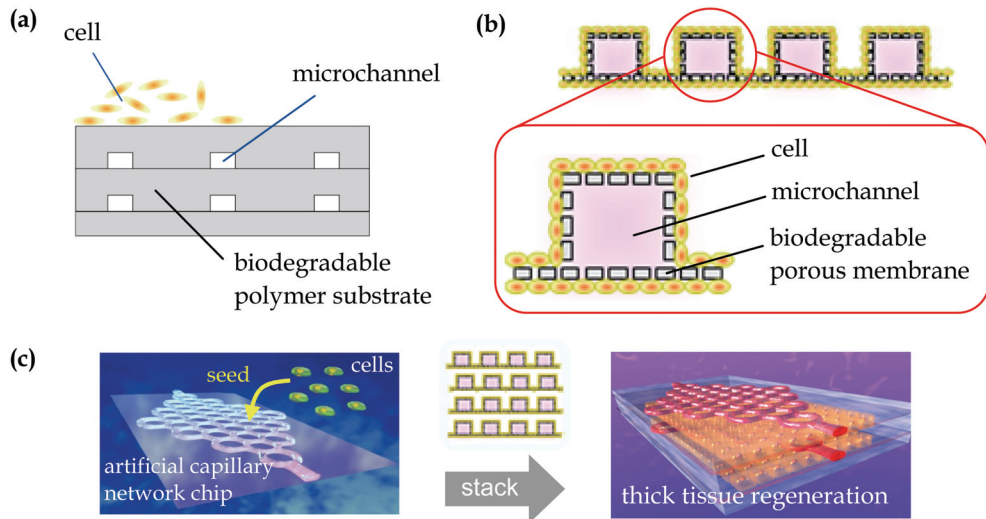 (a)
cell
microchannel
biodegradable
polymer substrate
(b)
cell
microchannel
biodegradable
porous membrane
(c)
cells
seed
artificial capillary
network chip
stack
thick tissue regeneration